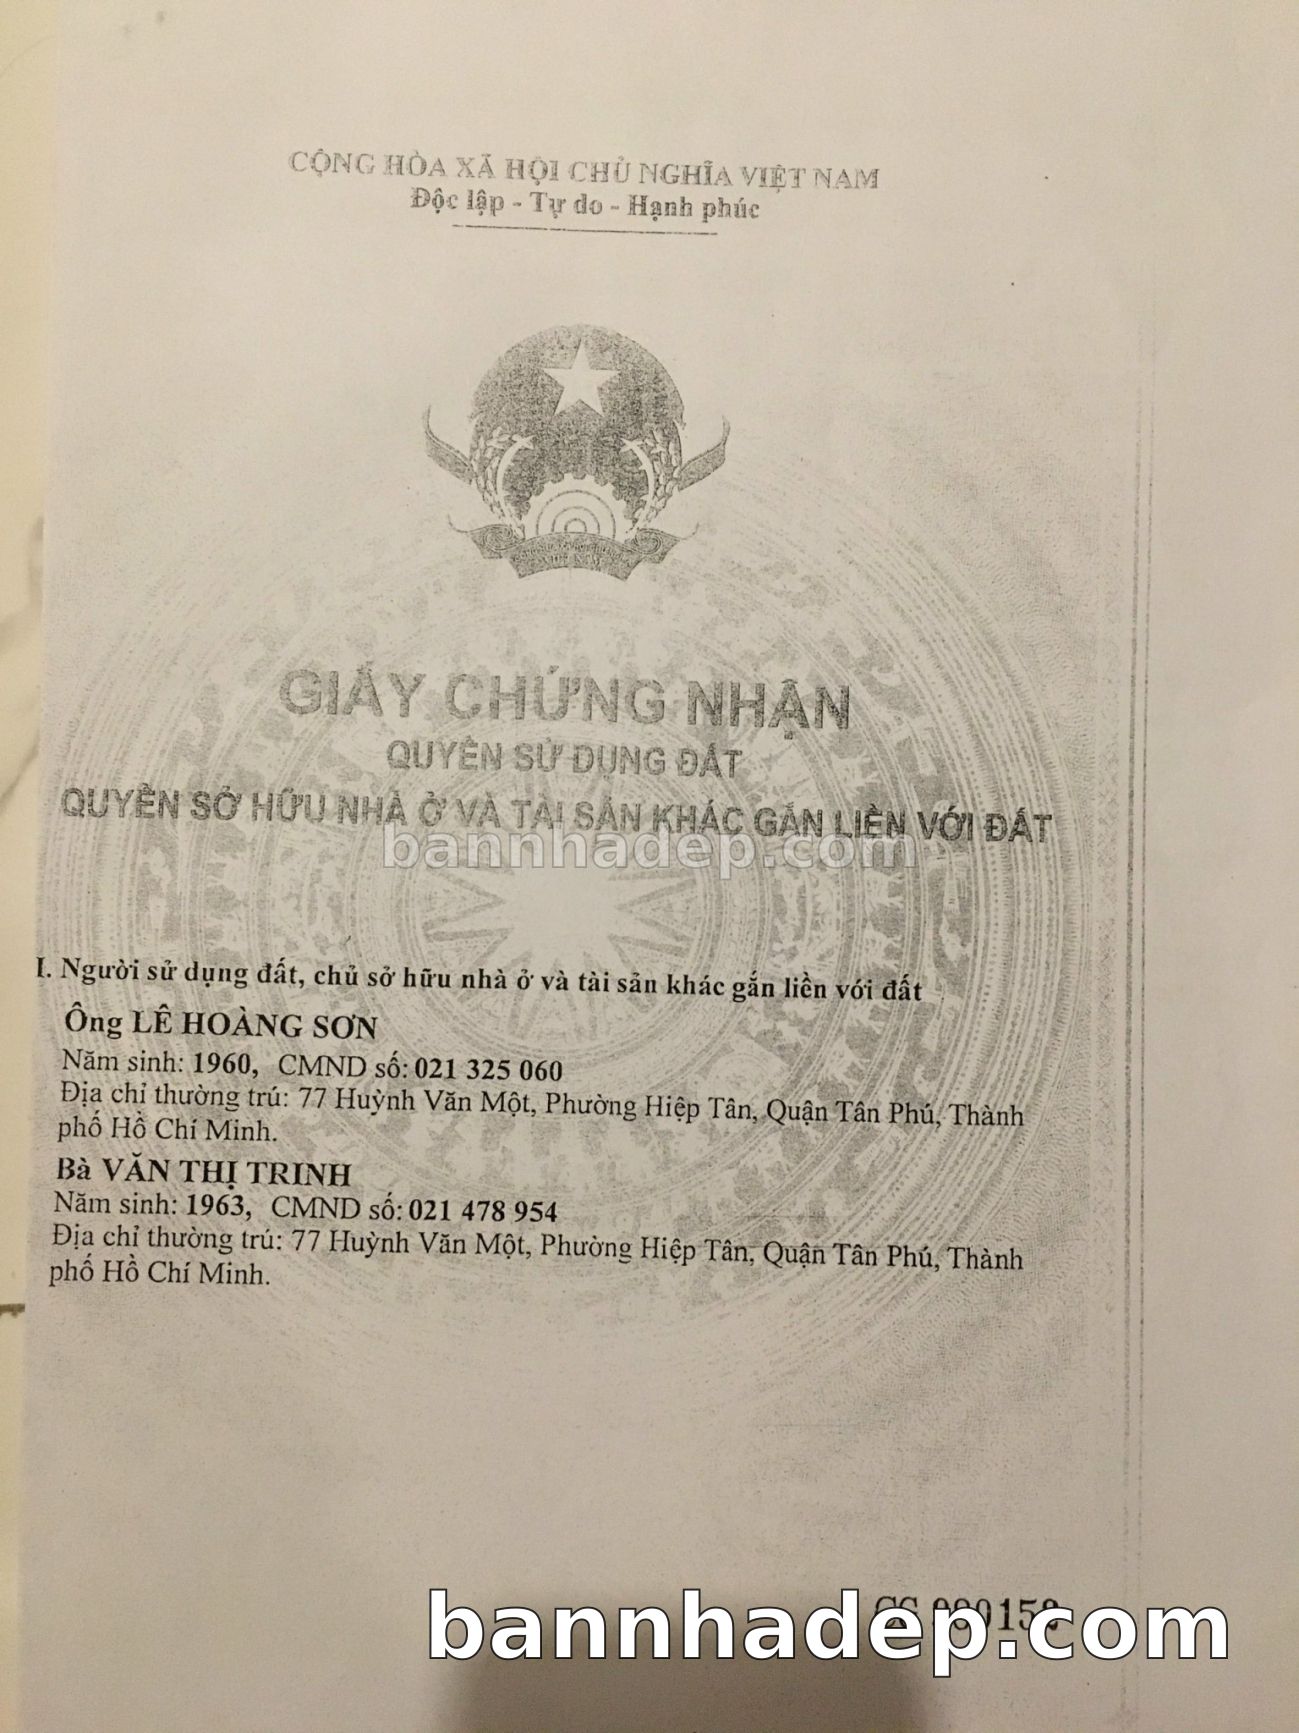 CỘNG HÒA XÃ HỘI CHỦ NGHĨA VIỆT NAM
Độc lập - Tự do - Hạnh phúc
GIẤY CHỨNG NHẬN
QUYỀN SỬ DỤNG ĐẤT
QUYỀN SỞ HỮU NHÀ Ở VÀ TÀI SẢN KHÁC GẮN LIỀN VỚI ĐẤT
bannhadep.com
I. Người sử dụng đất, chủ sở hữu nhà ở và tài sản khác gắn liền với đất
Ông LÊ HOÀNG SƠN
Năm sinh: 1960, CMND số: 021 325 060
Địa chỉ thường trú: 77 Huỳnh Văn Một, Phường Hiệp Tân, Quận Tân Phú, Thành
phố Hồ Chí Minh.
Bà VĂN THỊ TRINH
Năm sinh: 1963, CMND số: 021 478 954
Địa chỉ thường trú: 77 Huỳnh Văn Một, Phường Hiệp Tân, Quận Tân Phú, Thành
phố Hồ Chí Minh.
bannhadep.com